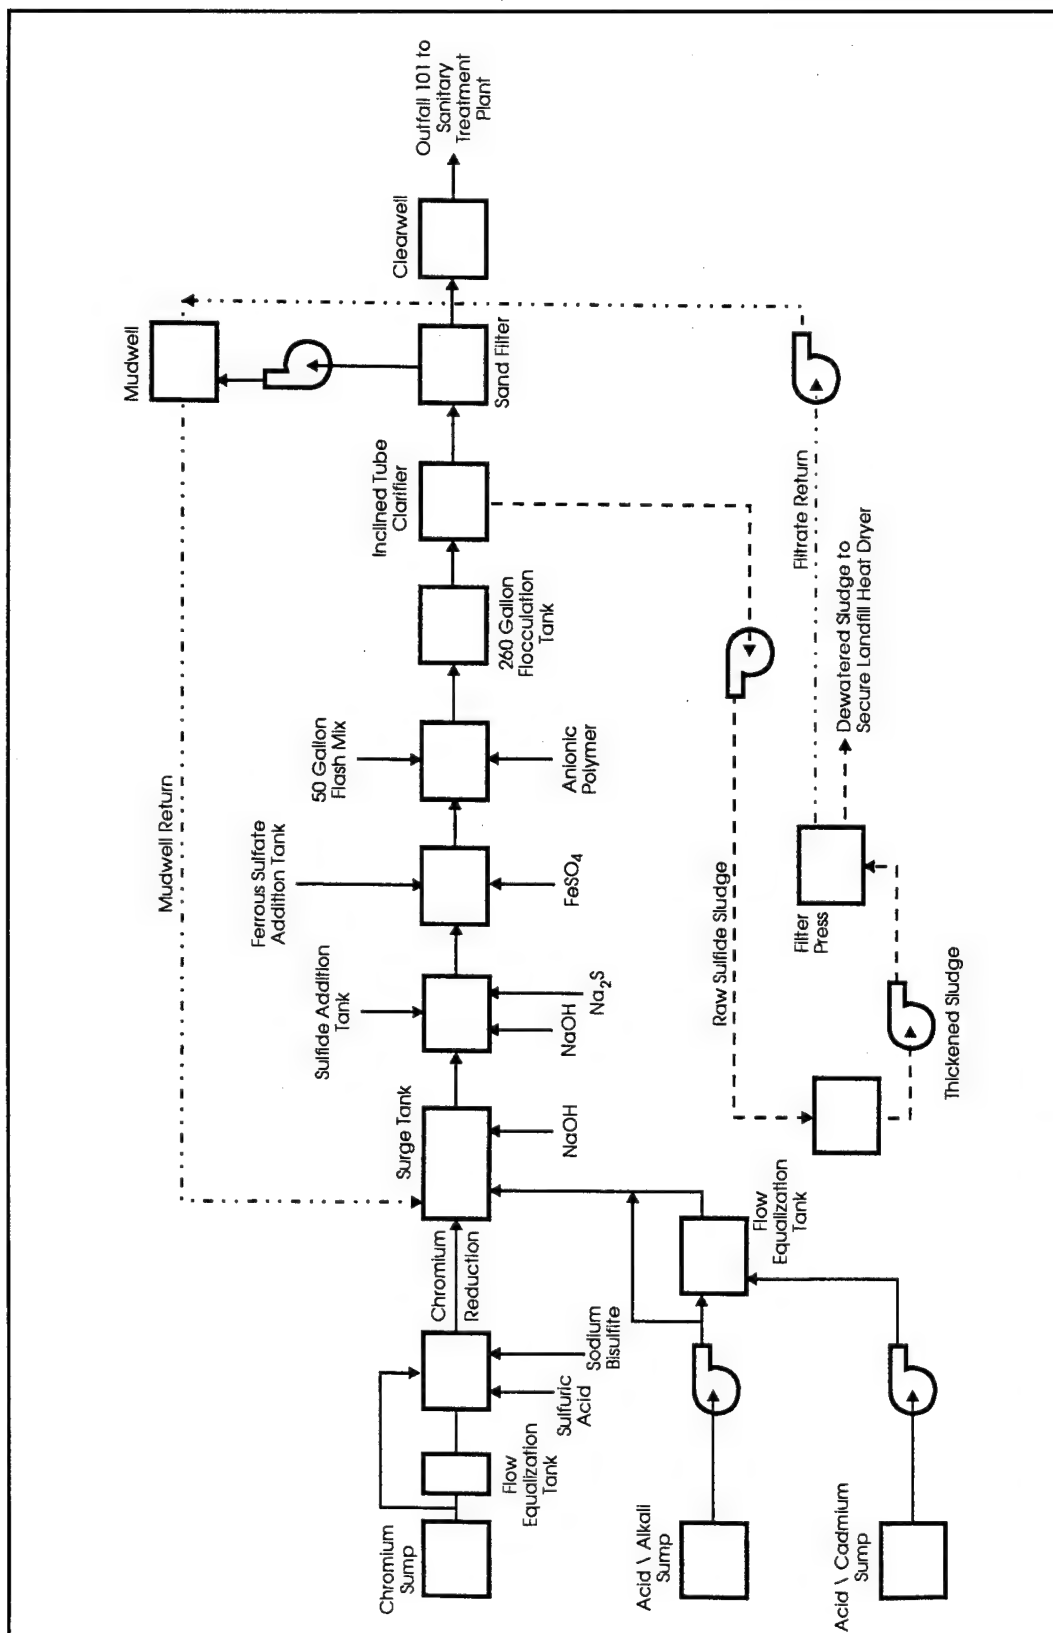 Chromium
Sump
Flow
Equalization
Tank
Sulfuric
Acid
Sodium
Bisulfite
Chromium
Reduction
Surge Tank
NaOH
Mudwell Return
Sulfide Addition
Tank
NaOH
Na₂S
Ferrous Sulfate
Addition Tank
FeSO₄
50 Gallon
Flash Mix
Anionic
Polymer
260 Gallon
Flocculation
Tank
Inclined Tube
Clarifier
Sand Filter
Mudwell
Clearwell
Outfall 101 to
Sanitary
Treatment
Plant
Acid \ Alkali
Sump
Acid \ Cadmium
Sump
Flow
Equalization
Tank
Raw Sulfide Sludge
Thickened Sludge
Filter
Press
Dewatered Sludge to
Secure Landfill Heat Dryer
Filtrate Return